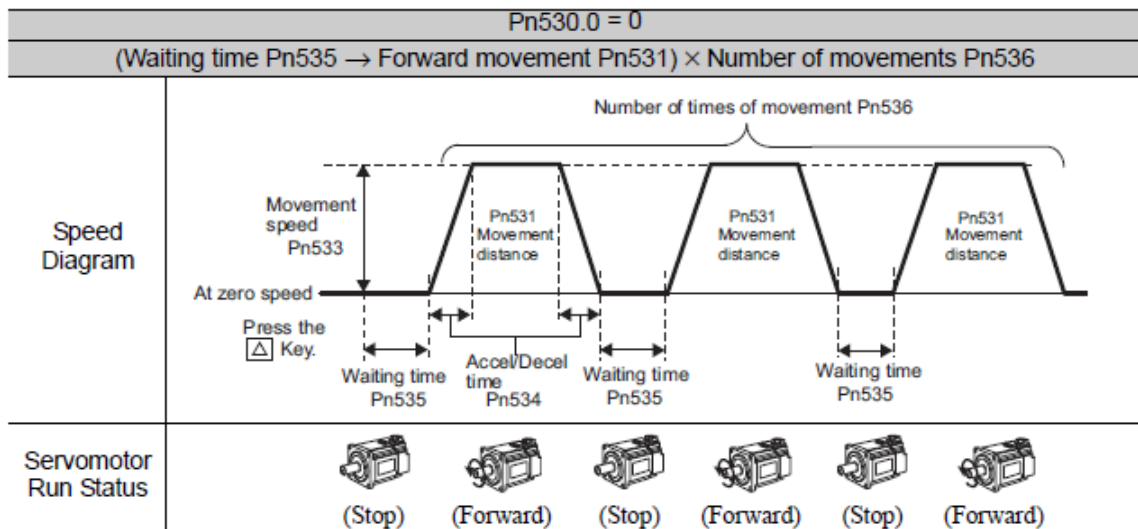 Pn530.0 = 0
(Waiting time Pn535 → Forward movement Pn531) × Number of movements Pn536
Speed
Diagram
Number of times of movement Pn536
Movement
speed
Pn533
Pn531
Movement
distance
Pn531
Movement
distance
Pn531
Movement
distance
At zero speed
Press the
△ Key.
Waiting time
Pn535
Accel/Decel
time
Pn534
Waiting time
Pn535
Waiting time
Pn535
Servomotor
Run Status
(Stop) (Forward) (Stop) (Forward) (Stop) (Forward)